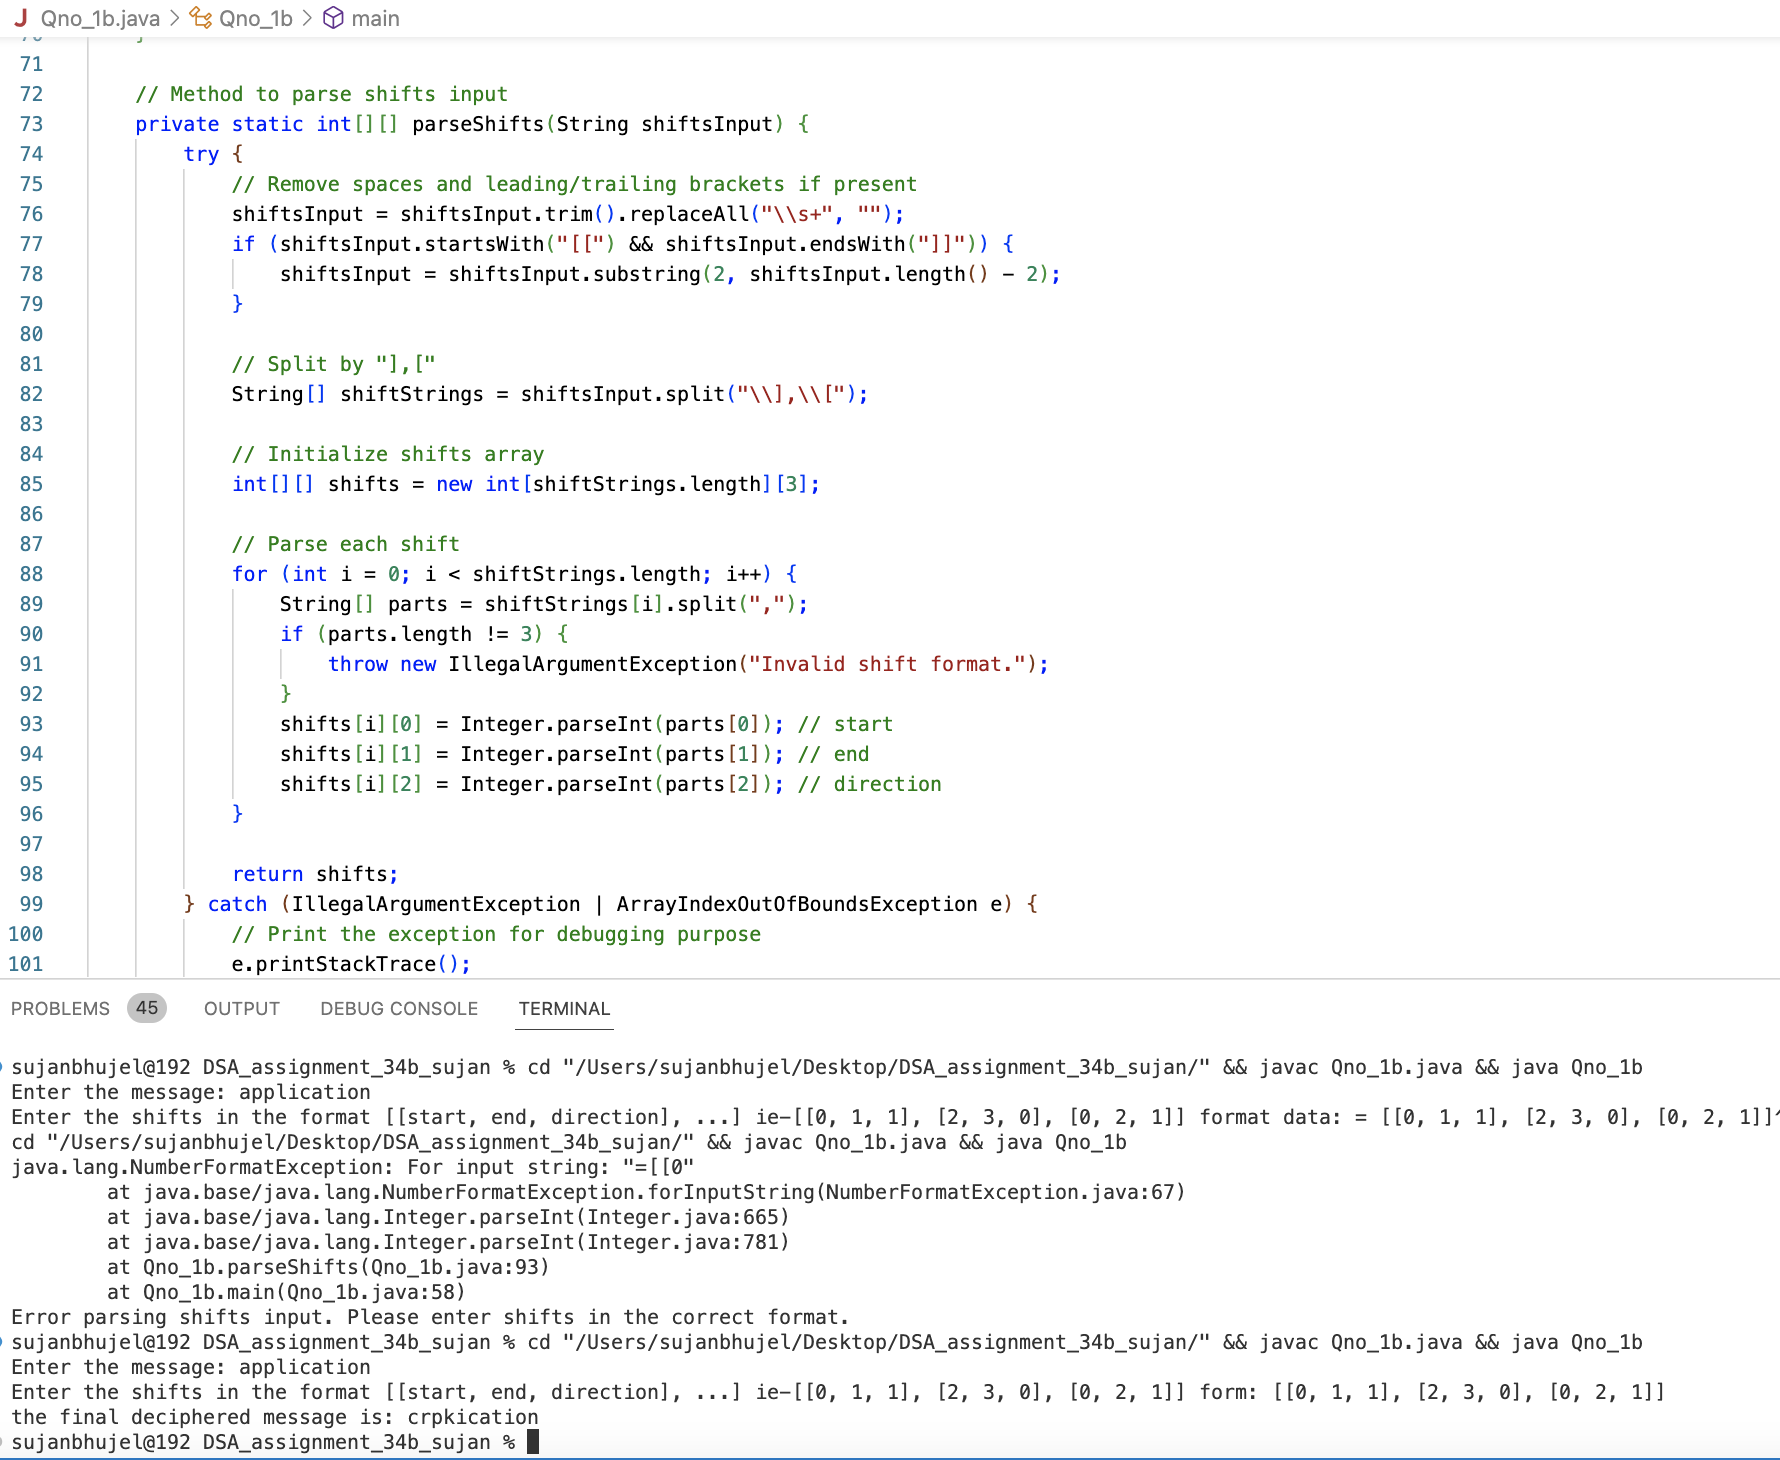 J Qno_1b.java > Qno_1b > main
70 }
71
72 // Method to parse shifts input
73 private static int[][] parseShifts(String shiftsInput) {
74 try {
75 // Remove spaces and leading/trailing brackets if present
76 shiftsInput = shiftsInput.trim().replaceAll("\\s+", "");
77 if (shiftsInput.startsWith("[[") && shiftsInput.endsWith("]]")) {
78 shiftsInput = shiftsInput.substring(2, shiftsInput.length() - 2);
79 }
80
81 // Split by "],["
82 String[] shiftStrings = shiftsInput.split("\\],\\[");
83
84 // Initialize shifts array
85 int[][] shifts = new int[shiftStrings.length][3];
86
87 // Parse each shift
88 for (int i = 0; i < shiftStrings.length; i++) {
89 String[] parts = shiftStrings[i].split(",");
90 if (parts.length != 3) {
91 throw new IllegalArgumentException("Invalid shift format.");
92 }
93 shifts[i][0] = Integer.parseInt(parts[0]); // start
94 shifts[i][1] = Integer.parseInt(parts[1]); // end
95 shifts[i][2] = Integer.parseInt(parts[2]); // direction
96 }
97
98 return shifts;
99 } catch (IllegalArgumentException | ArrayIndexOutOfBoundsException e) {
100 // Print the exception for debugging purpose
101 e.printStackTrace();
PROBLEMS 45 OUTPUT DEBUG CONSOLE TERMINAL
sujanbhujel@192 DSA_assignment_34b_sujan % cd "/Users/sujanbhujel/Desktop/DSA_assignment_34b_sujan/" && javac Qno_1b.java && java Qno_1b
Enter the message: application
Enter the shifts in the format [[start, end, direction], ...] ie-[[0, 1, 1], [2, 3, 0], [0, 2, 1]] format data: = [[0, 1, 1], [2, 3, 0], [0, 2, 1]]^
cd "/Users/sujanbhujel/Desktop/DSA_assignment_34b_sujan/" && javac Qno_1b.java && java Qno_1b
java.lang.NumberFormatException: For input string: "=[[0"
at java.base/java.lang.NumberFormatException.forInputString(NumberFormatException.java:67)
at java.base/java.lang.Integer.parseInt(Integer.java:665)
at java.base/java.lang.Integer.parseInt(Integer.java:781)
at Qno_1b.parseShifts(Qno_1b.java:93)
at Qno_1b.main(Qno_1b.java:58)
Error parsing shifts input. Please enter shifts in the correct format.
sujanbhujel@192 DSA_assignment_34b_sujan % cd "/Users/sujanbhujel/Desktop/DSA_assignment_34b_sujan/" && javac Qno_1b.java && java Qno_1b
Enter the message: application
Enter the shifts in the format [[start, end, direction], ...] ie-[[0, 1, 1], [2, 3, 0], [0, 2, 1]] form: [[0, 1, 1], [2, 3, 0], [0, 2, 1]]
the final deciphered message is: crpkication
sujanbhujel@192 DSA_assignment_34b_sujan %